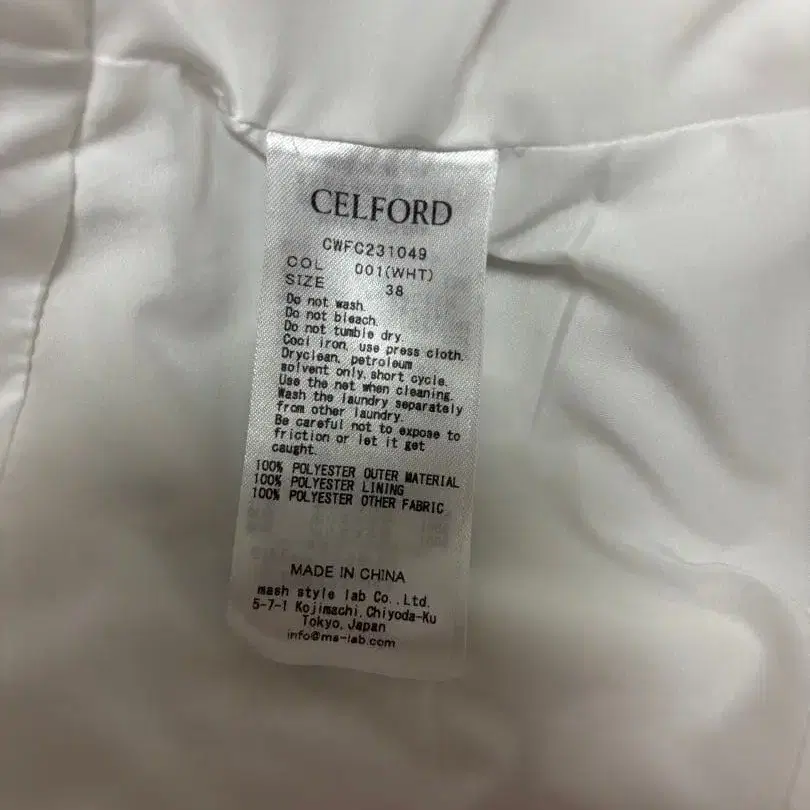 CELFORD
CWFC231049
COL 001(WHT)
SIZE 38
Do not wash.
Do not bleach.
Do not tumble dry.
Cool iron, use press cloth.
Dryclean, petroleum
solvent only, short cycle.
Use the net when cleaning.
Wash the laundry separately
from other laundry.
Be careful not to expose to
friction or let it get
caught.
100% POLYESTER OUTER MATERIAL
100% POLYESTER LINING
100% POLYESTER OTHER FABRIC
MADE IN CHINA
mash style lab Co.,Ltd.
5-7-1 Kojimachi,Chiyoda-Ku
Tokyo,Japan
info@ms-lab.com